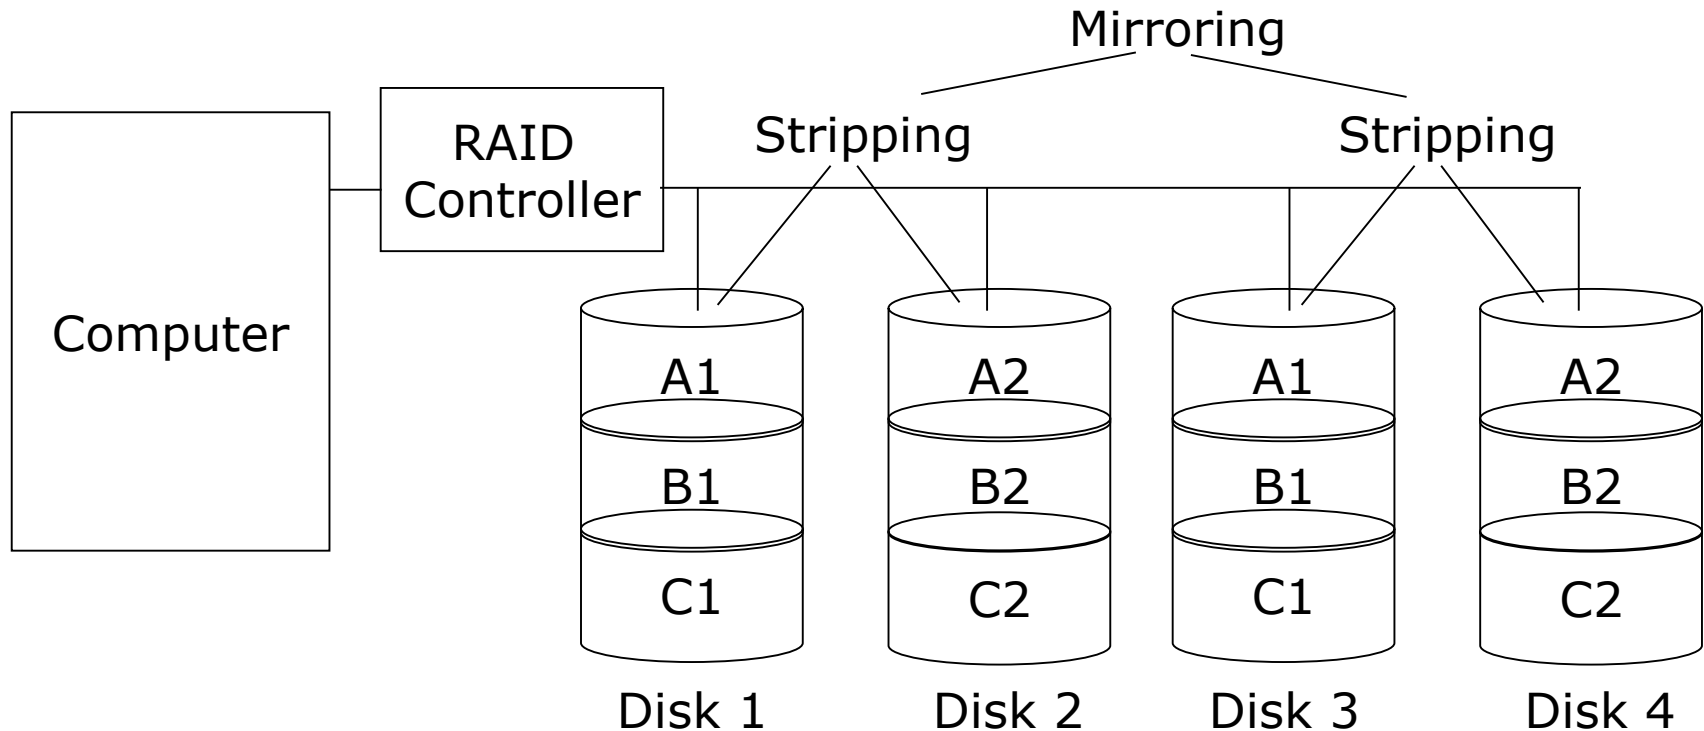 Mirroring
Stripping
Stripping
RAID
Controller
Computer
A1
A2
A1
A2
B1
B2
B1
B2
C1
C2
C1
C2
Disk 1
Disk 2
Disk 3
Disk 4